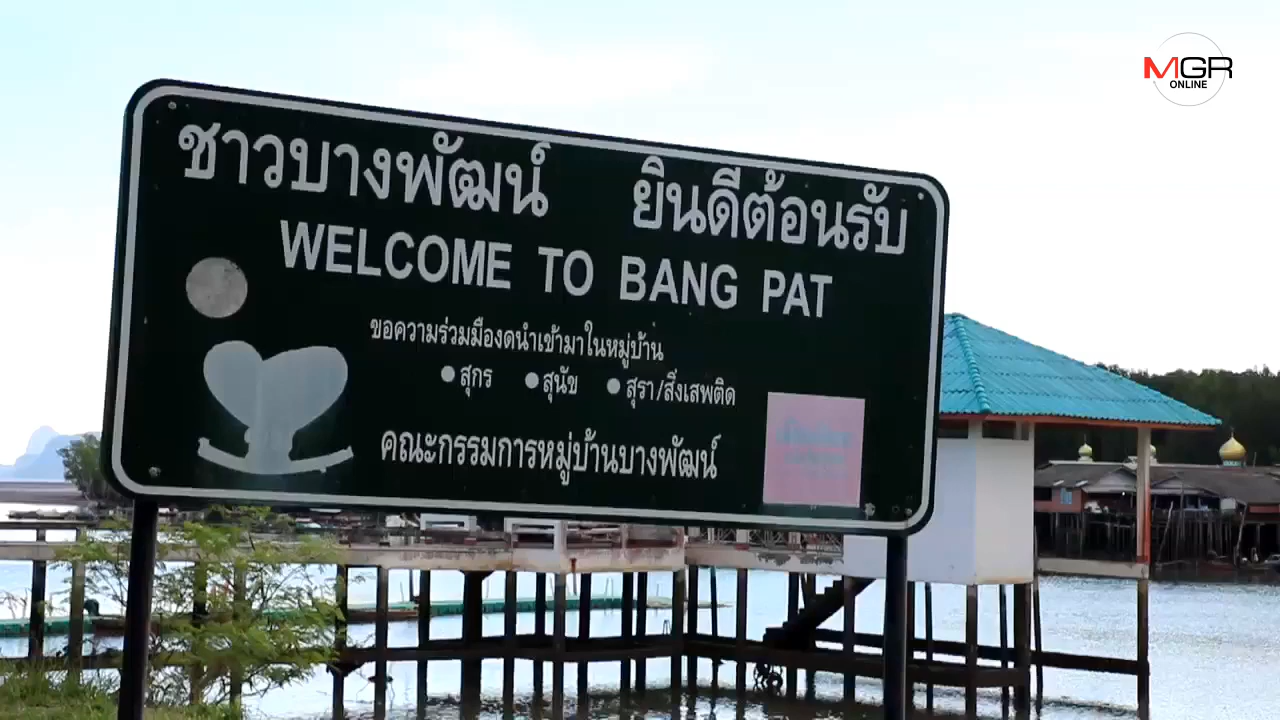 MGR
ONLINE
ชาวบางพัฒน์ ยินดีต้อนรับ
WELCOME TO BANG PAT
ขอความร่วมมืองดนำเข้ามาในหมู่บ้าน
•สุกร •สุนัข •สุรา/สิ่งเสพติด
คณะกรรมการหมู่บ้านบางพัฒน์